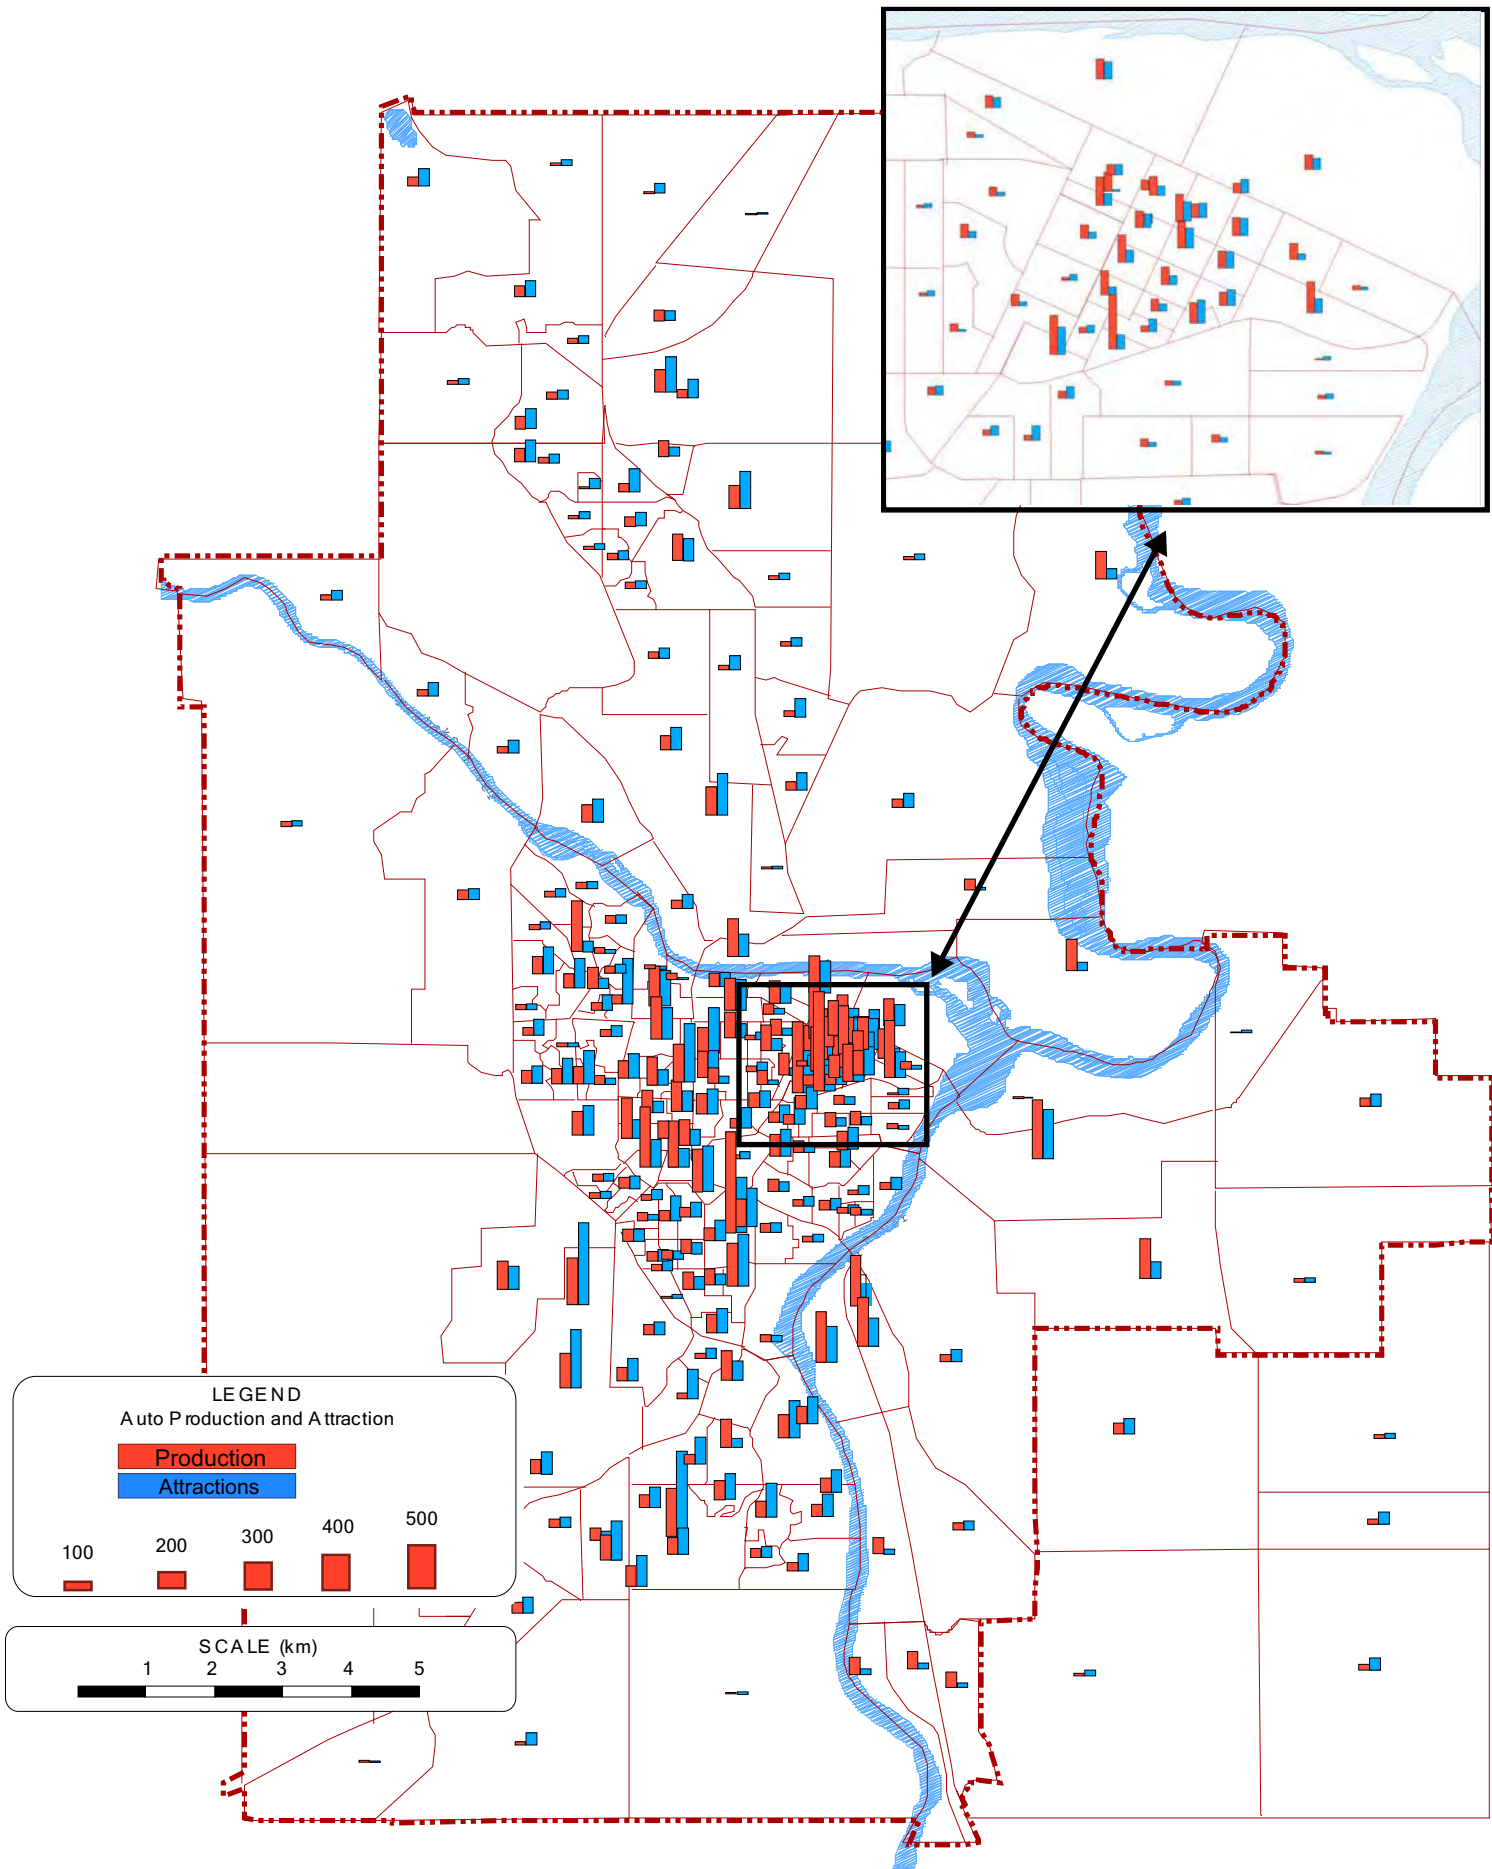 LEGEND
Auto Production and Attraction
Production
Attractions
100 200 300 400 500
SCALE (km)
1 2 3 4 5